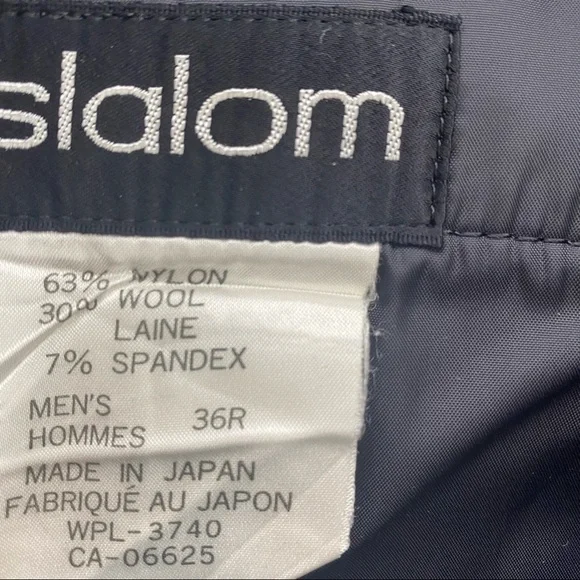 slalom
63% NYLON
30% WOOL
LAINE
7% SPANDEX
MEN'S
HOMMES 36R
MADE IN JAPAN
FABRIQUÉ AU JAPON
WPL-3740
CA-06625